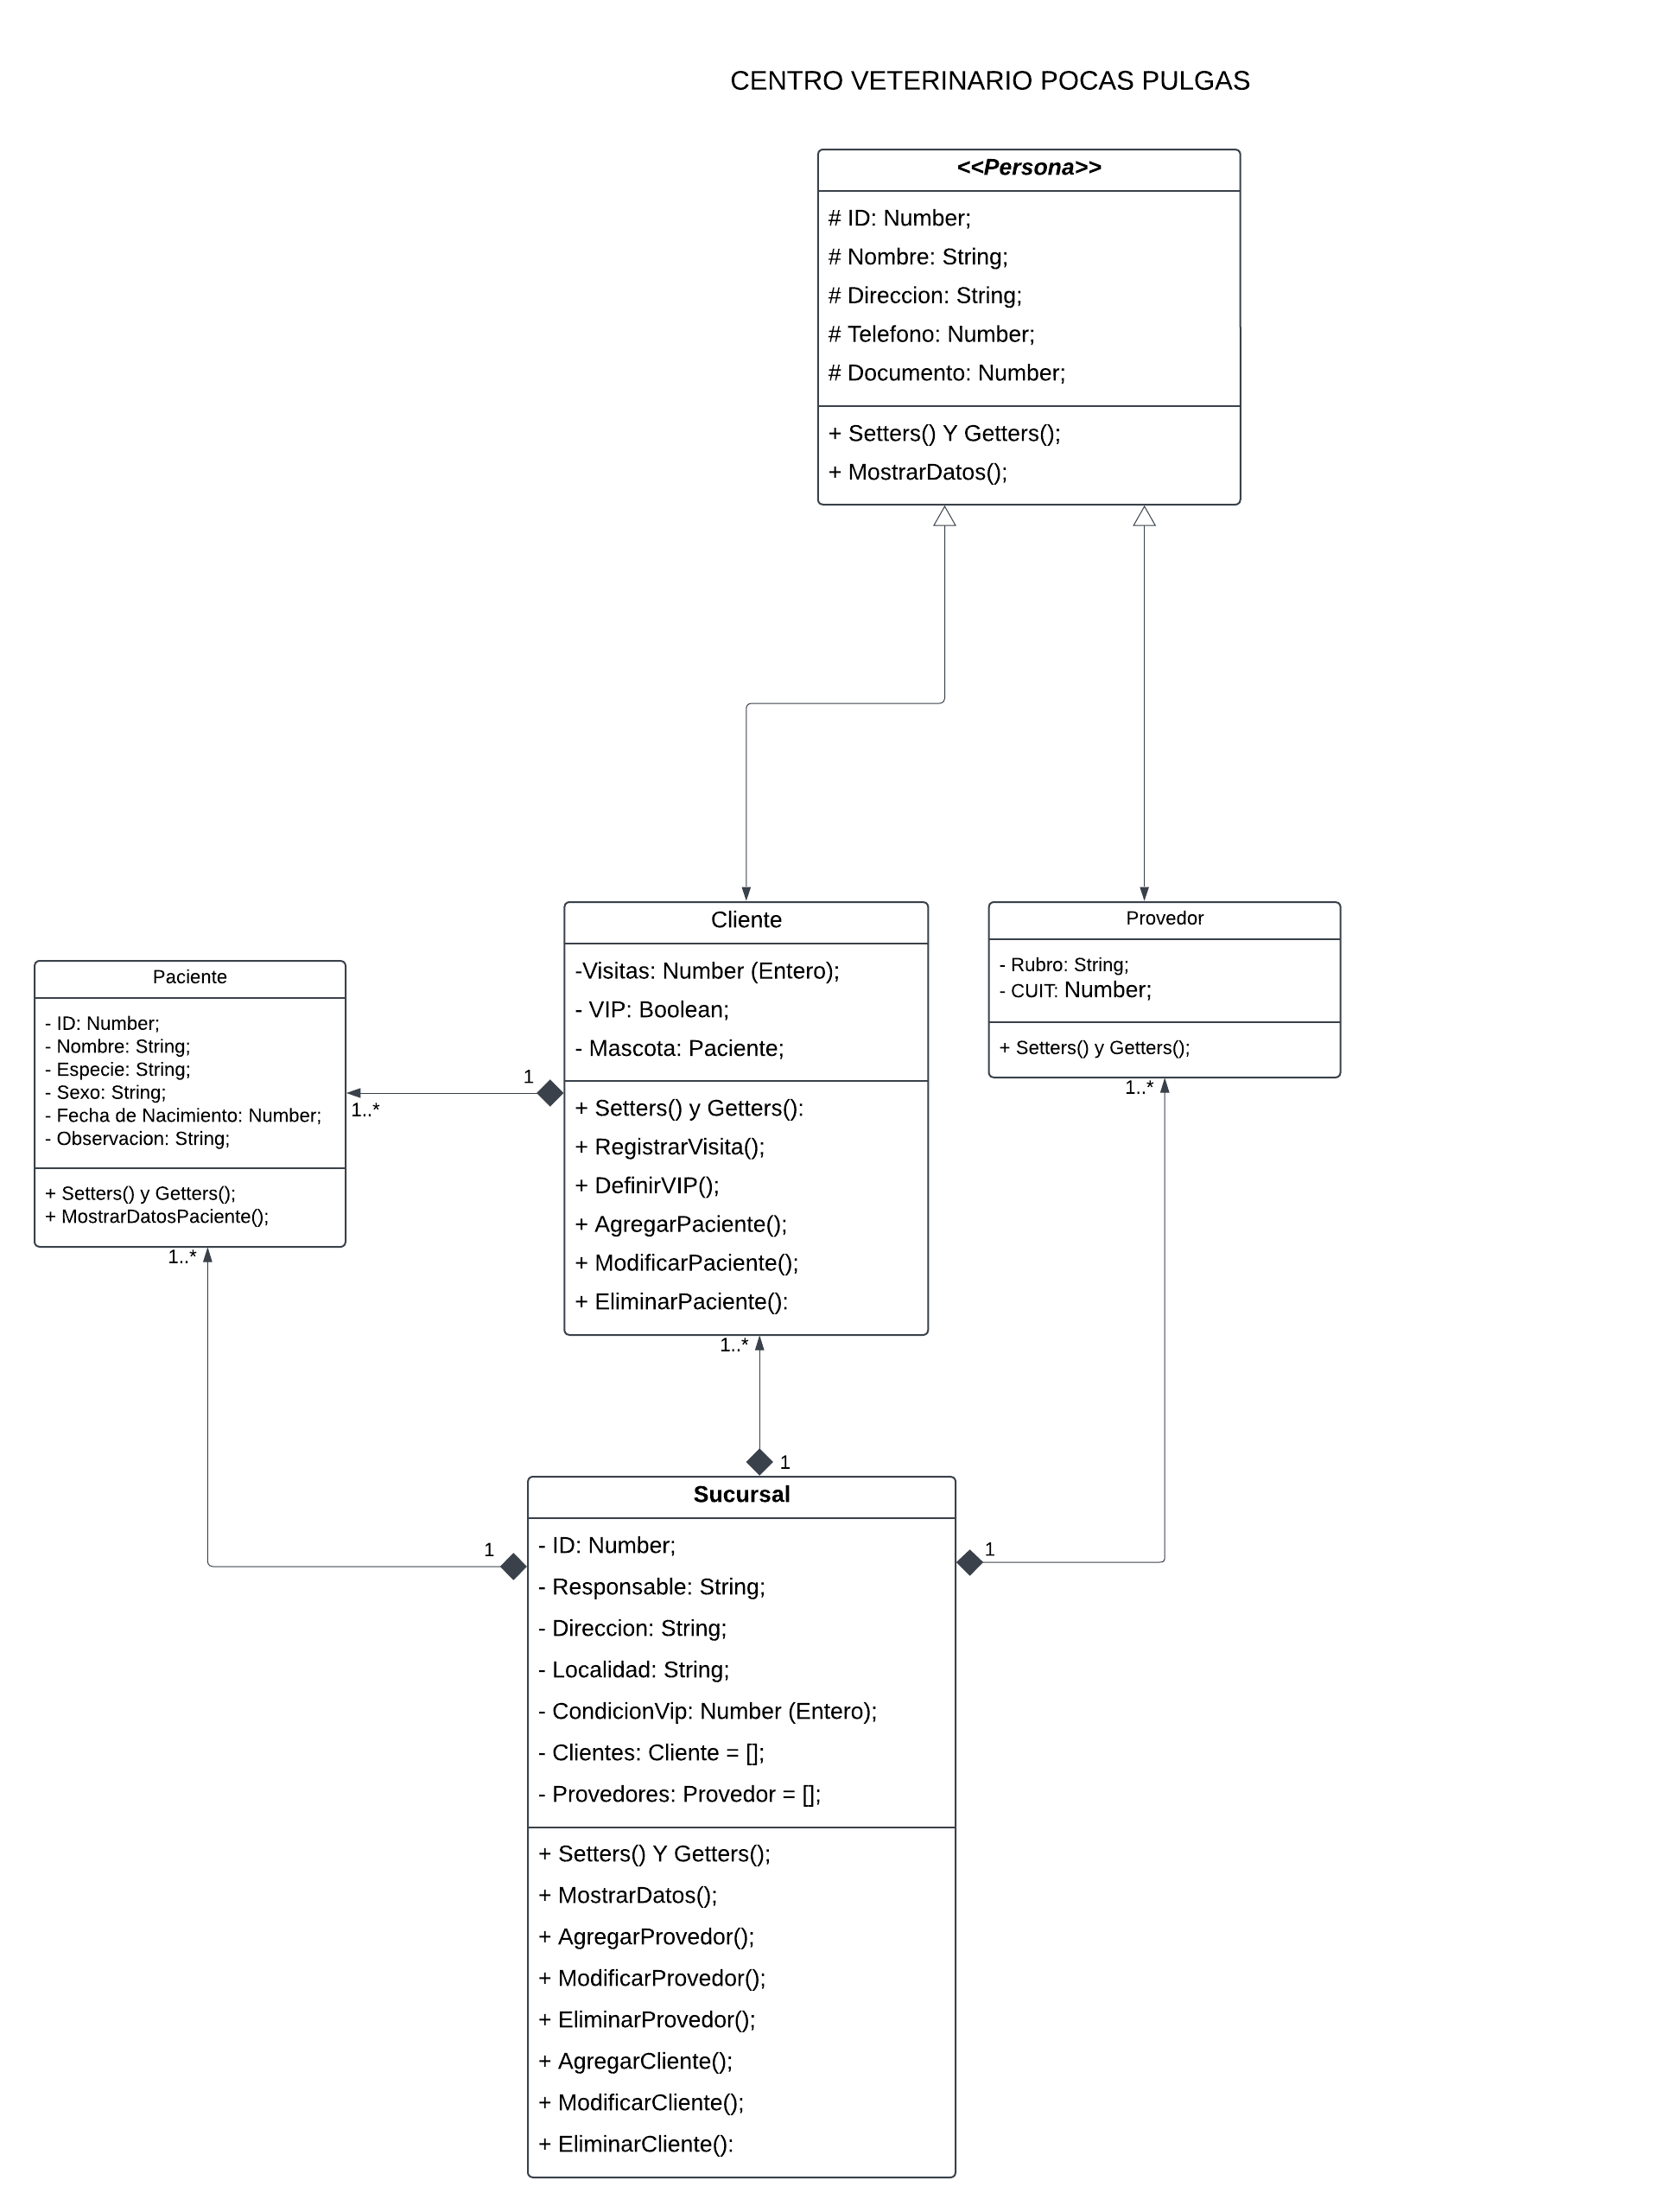 CENTRO VETERINARIO POCAS PULGAS
<<Persona>>
# ID: Number;
# Nombre: String;
# Direccion: String;
# Telefono: Number;
# Documento: Number;
+ Setters() Y Getters();
+ MostrarDatos();
Cliente
-Visitas: Number (Entero);
- VIP: Boolean;
- Mascota: Paciente;
+ Setters() y Getters():
+ RegistrarVisita();
+ DefinirVIP();
+ AgregarPaciente();
+ ModificarPaciente();
+ EliminarPaciente():
Provedor
- Rubro: String;
- CUIT: Number;
+ Setters() y Getters();
Paciente
- ID: Number;
- Nombre: String;
- Especie: String;
- Sexo: String;
- Fecha de Nacimiento: Number;
- Observacion: String;
+ Setters() y Getters();
+ MostrarDatosPaciente();
1
1..*
1..*
1..*
1..*
1
1
1
Sucursal
- ID: Number;
- Responsable: String;
- Direccion: String;
- Localidad: String;
- CondicionVip: Number (Entero);
- Clientes: Cliente = [];
- Provedores: Provedor = [];
+ Setters() Y Getters();
+ MostrarDatos();
+ AgregarProvedor();
+ ModificarProvedor();
+ EliminarProvedor();
+ AgregarCliente();
+ ModificarCliente();
+ EliminarCliente():